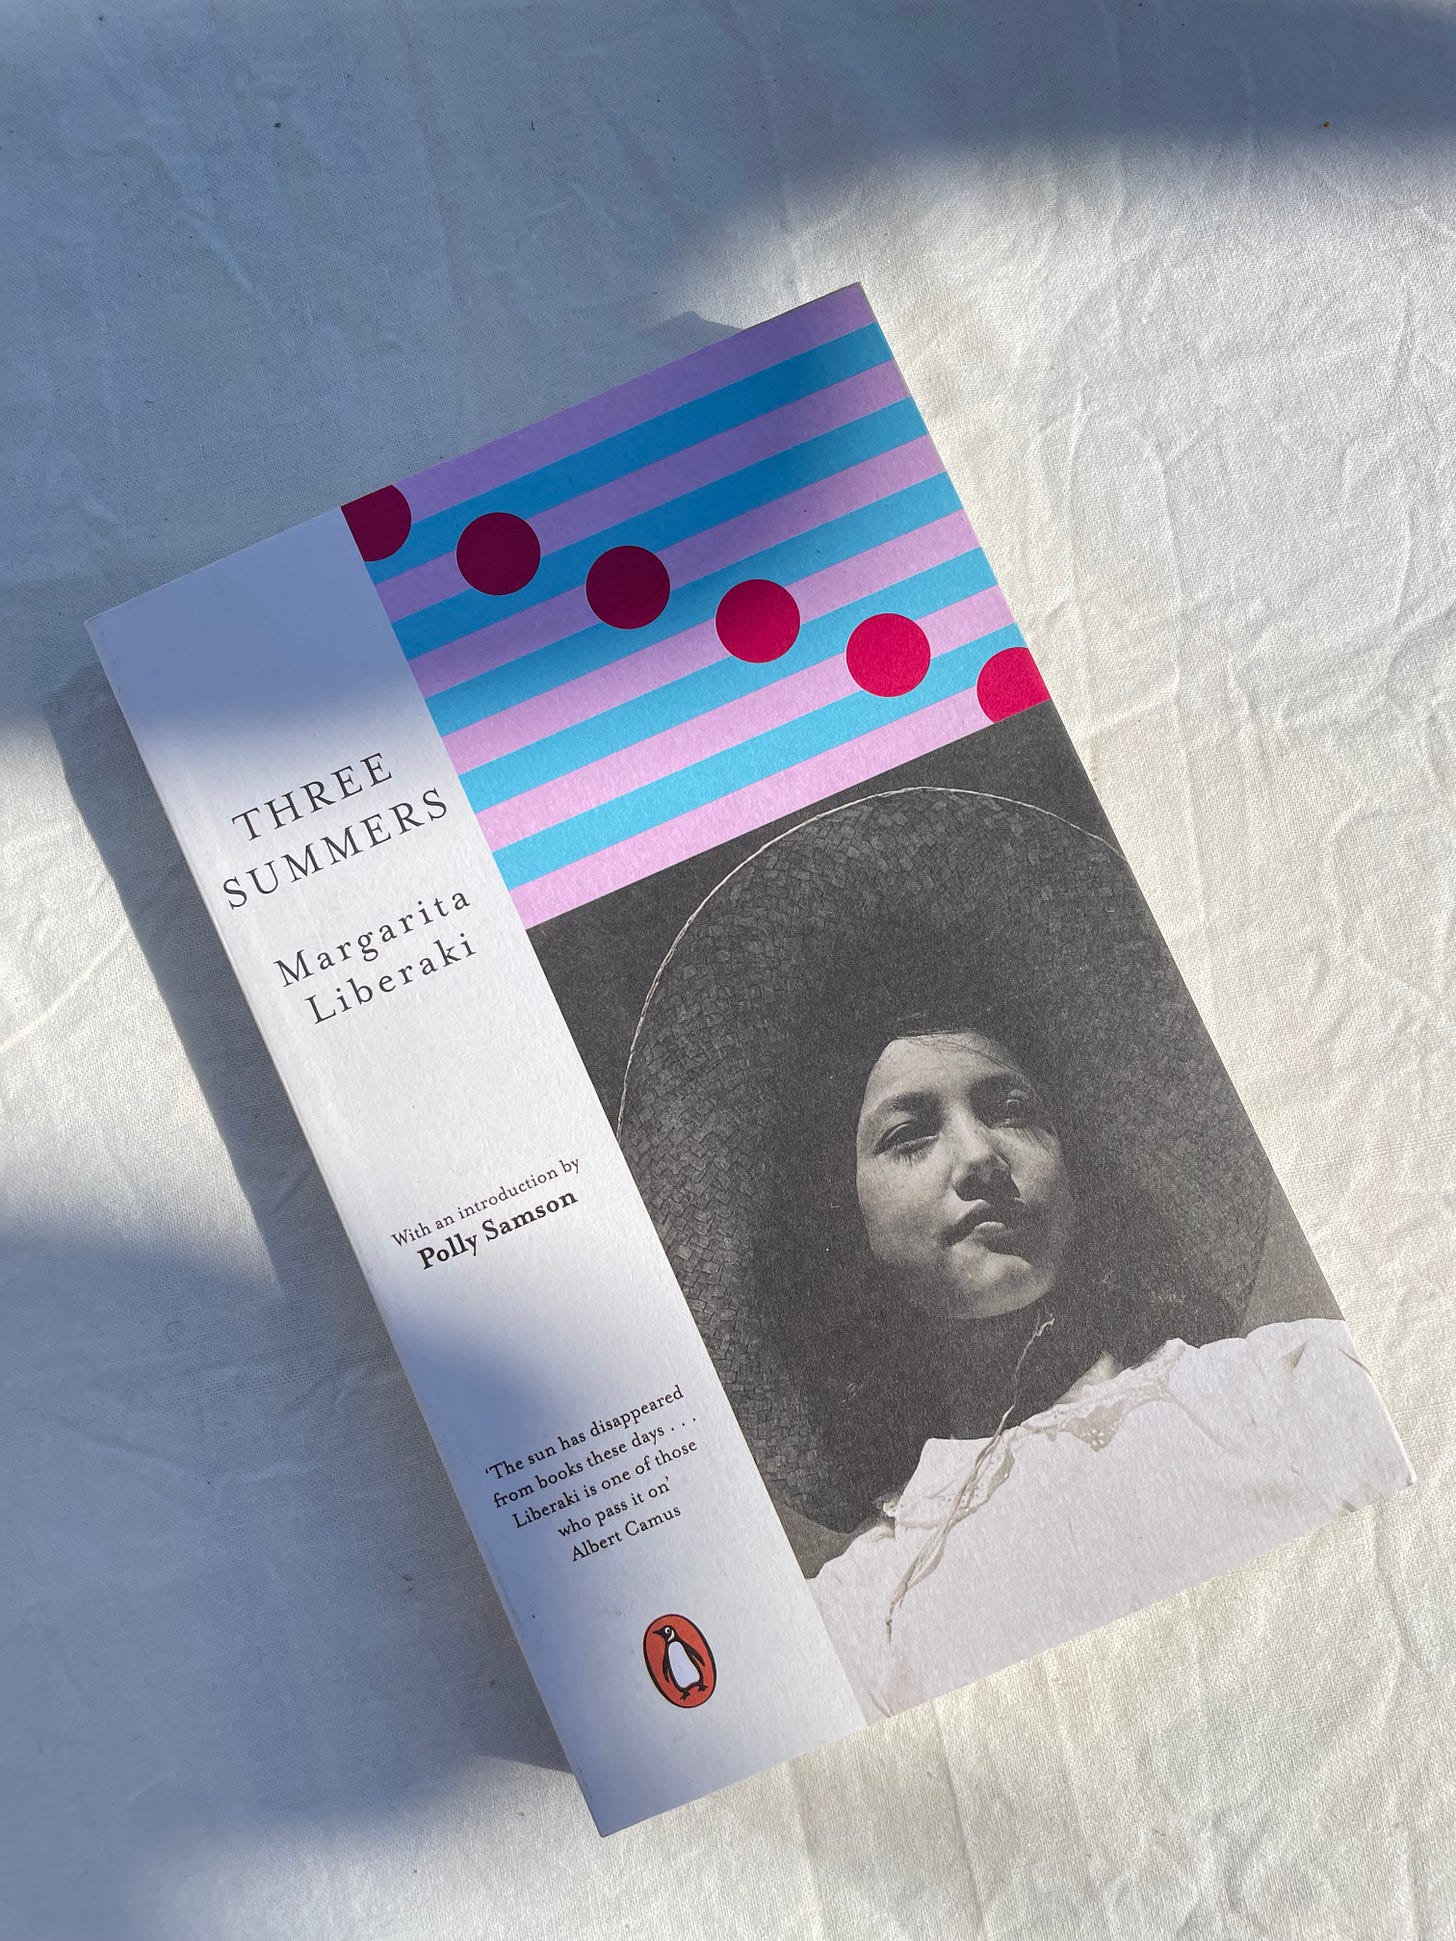 THREE
SUMMERS
Margarita
Liberaki
With an introduction by
Polly Samson
‘The sun has disappeared
from books these days . . .
Liberaki is one of those
who pass it on’
Albert Camus